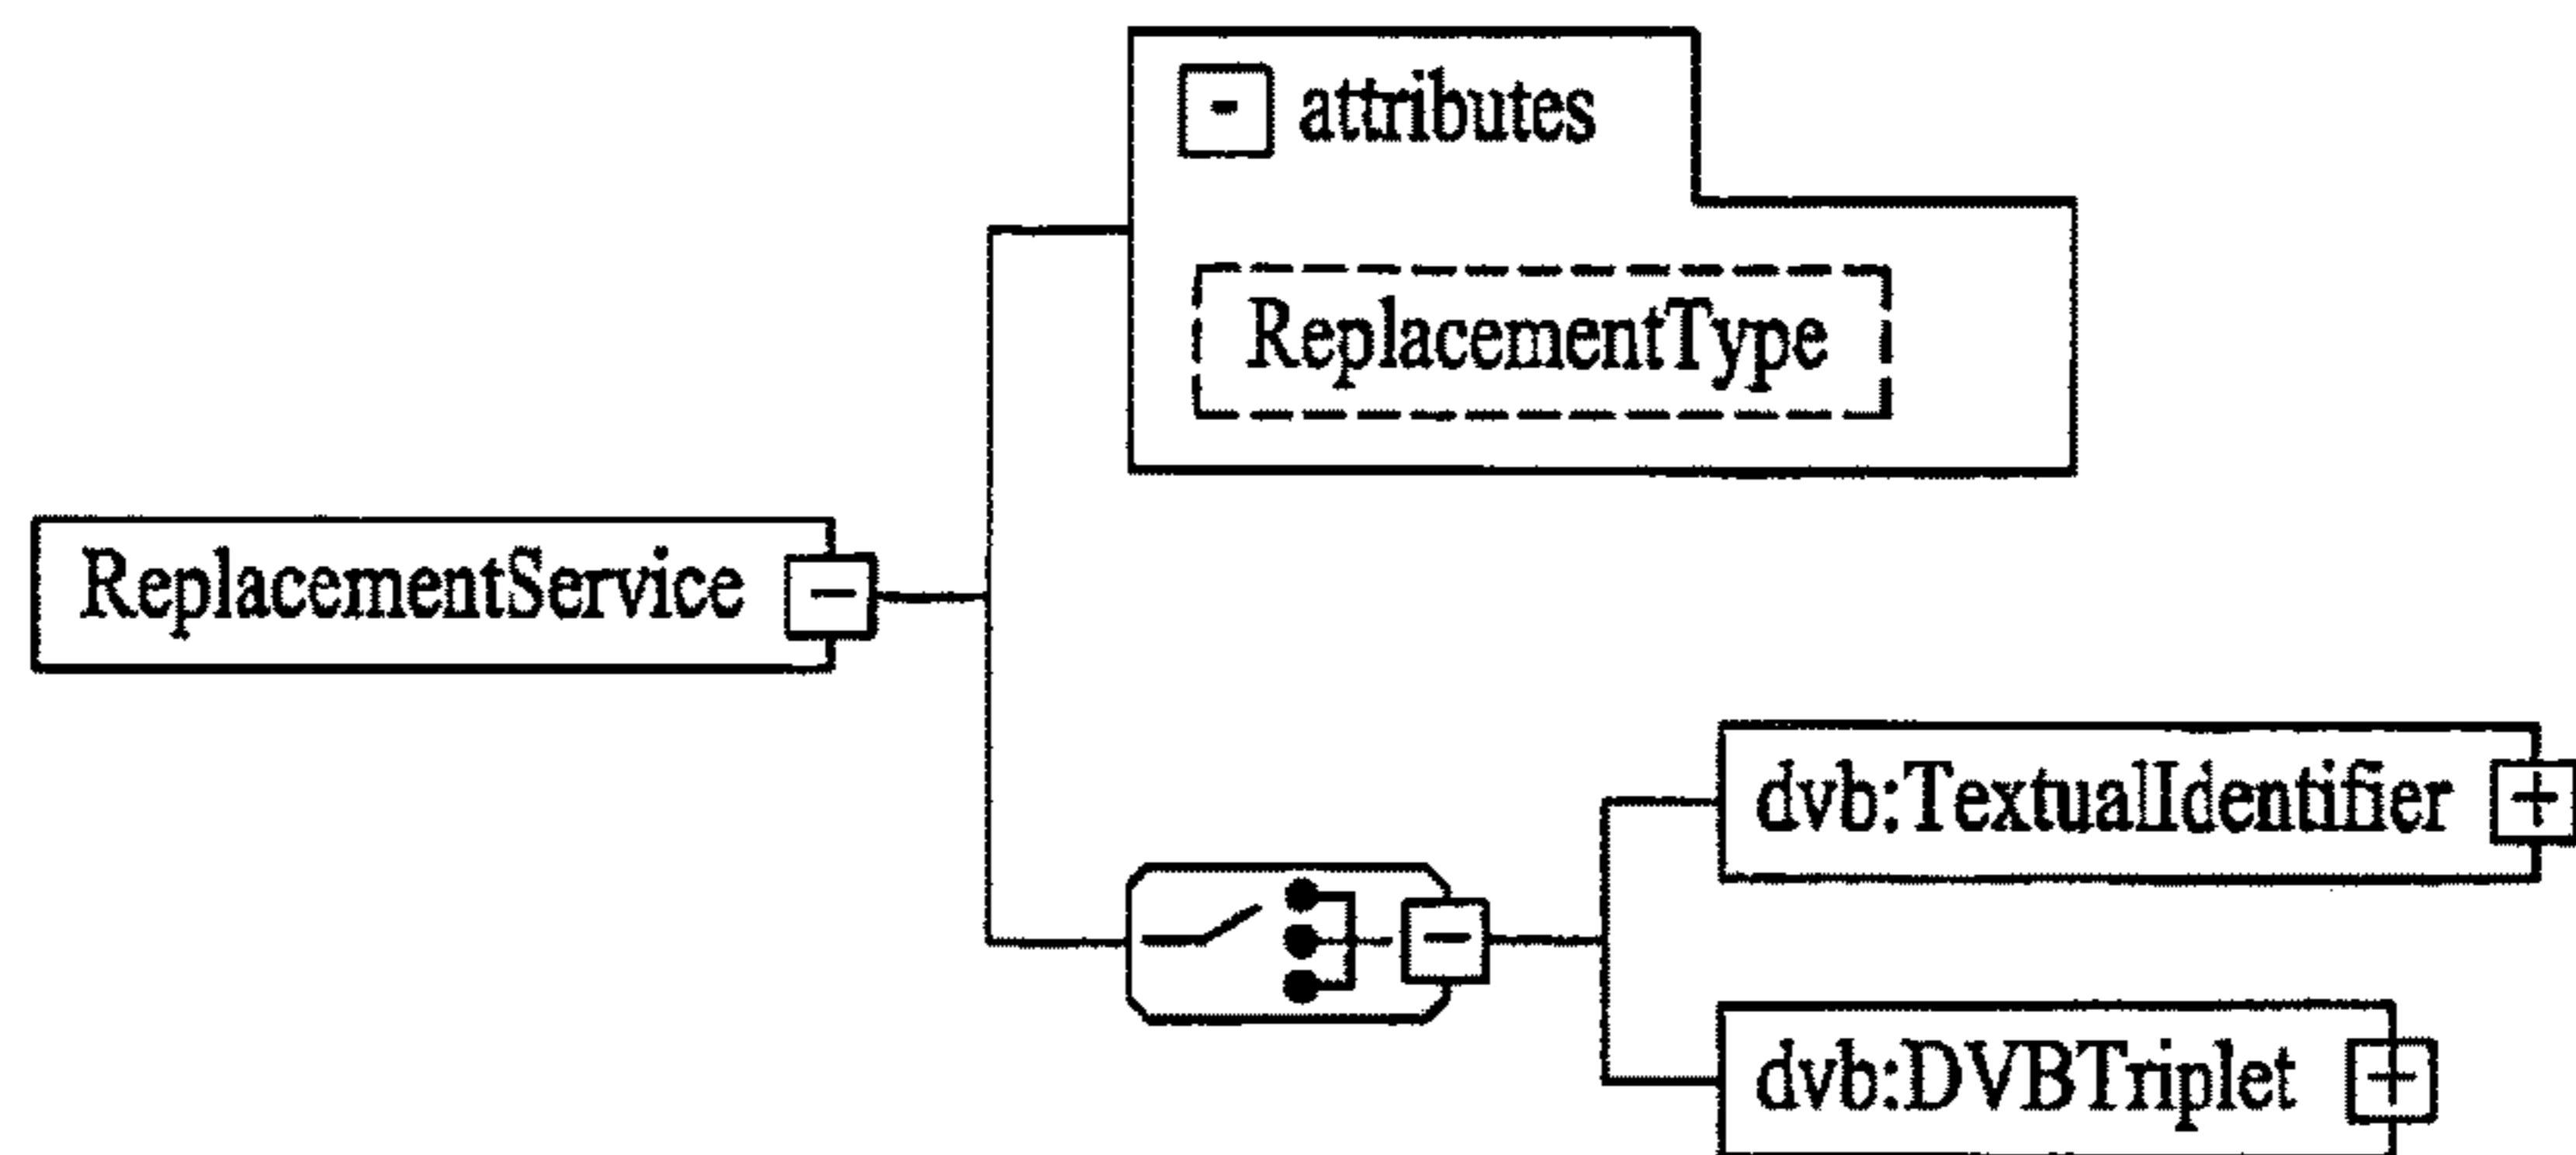 attributes
ReplacementType
ReplacementService
dvb:TextualIdentifier
dvb:DVBTriplet